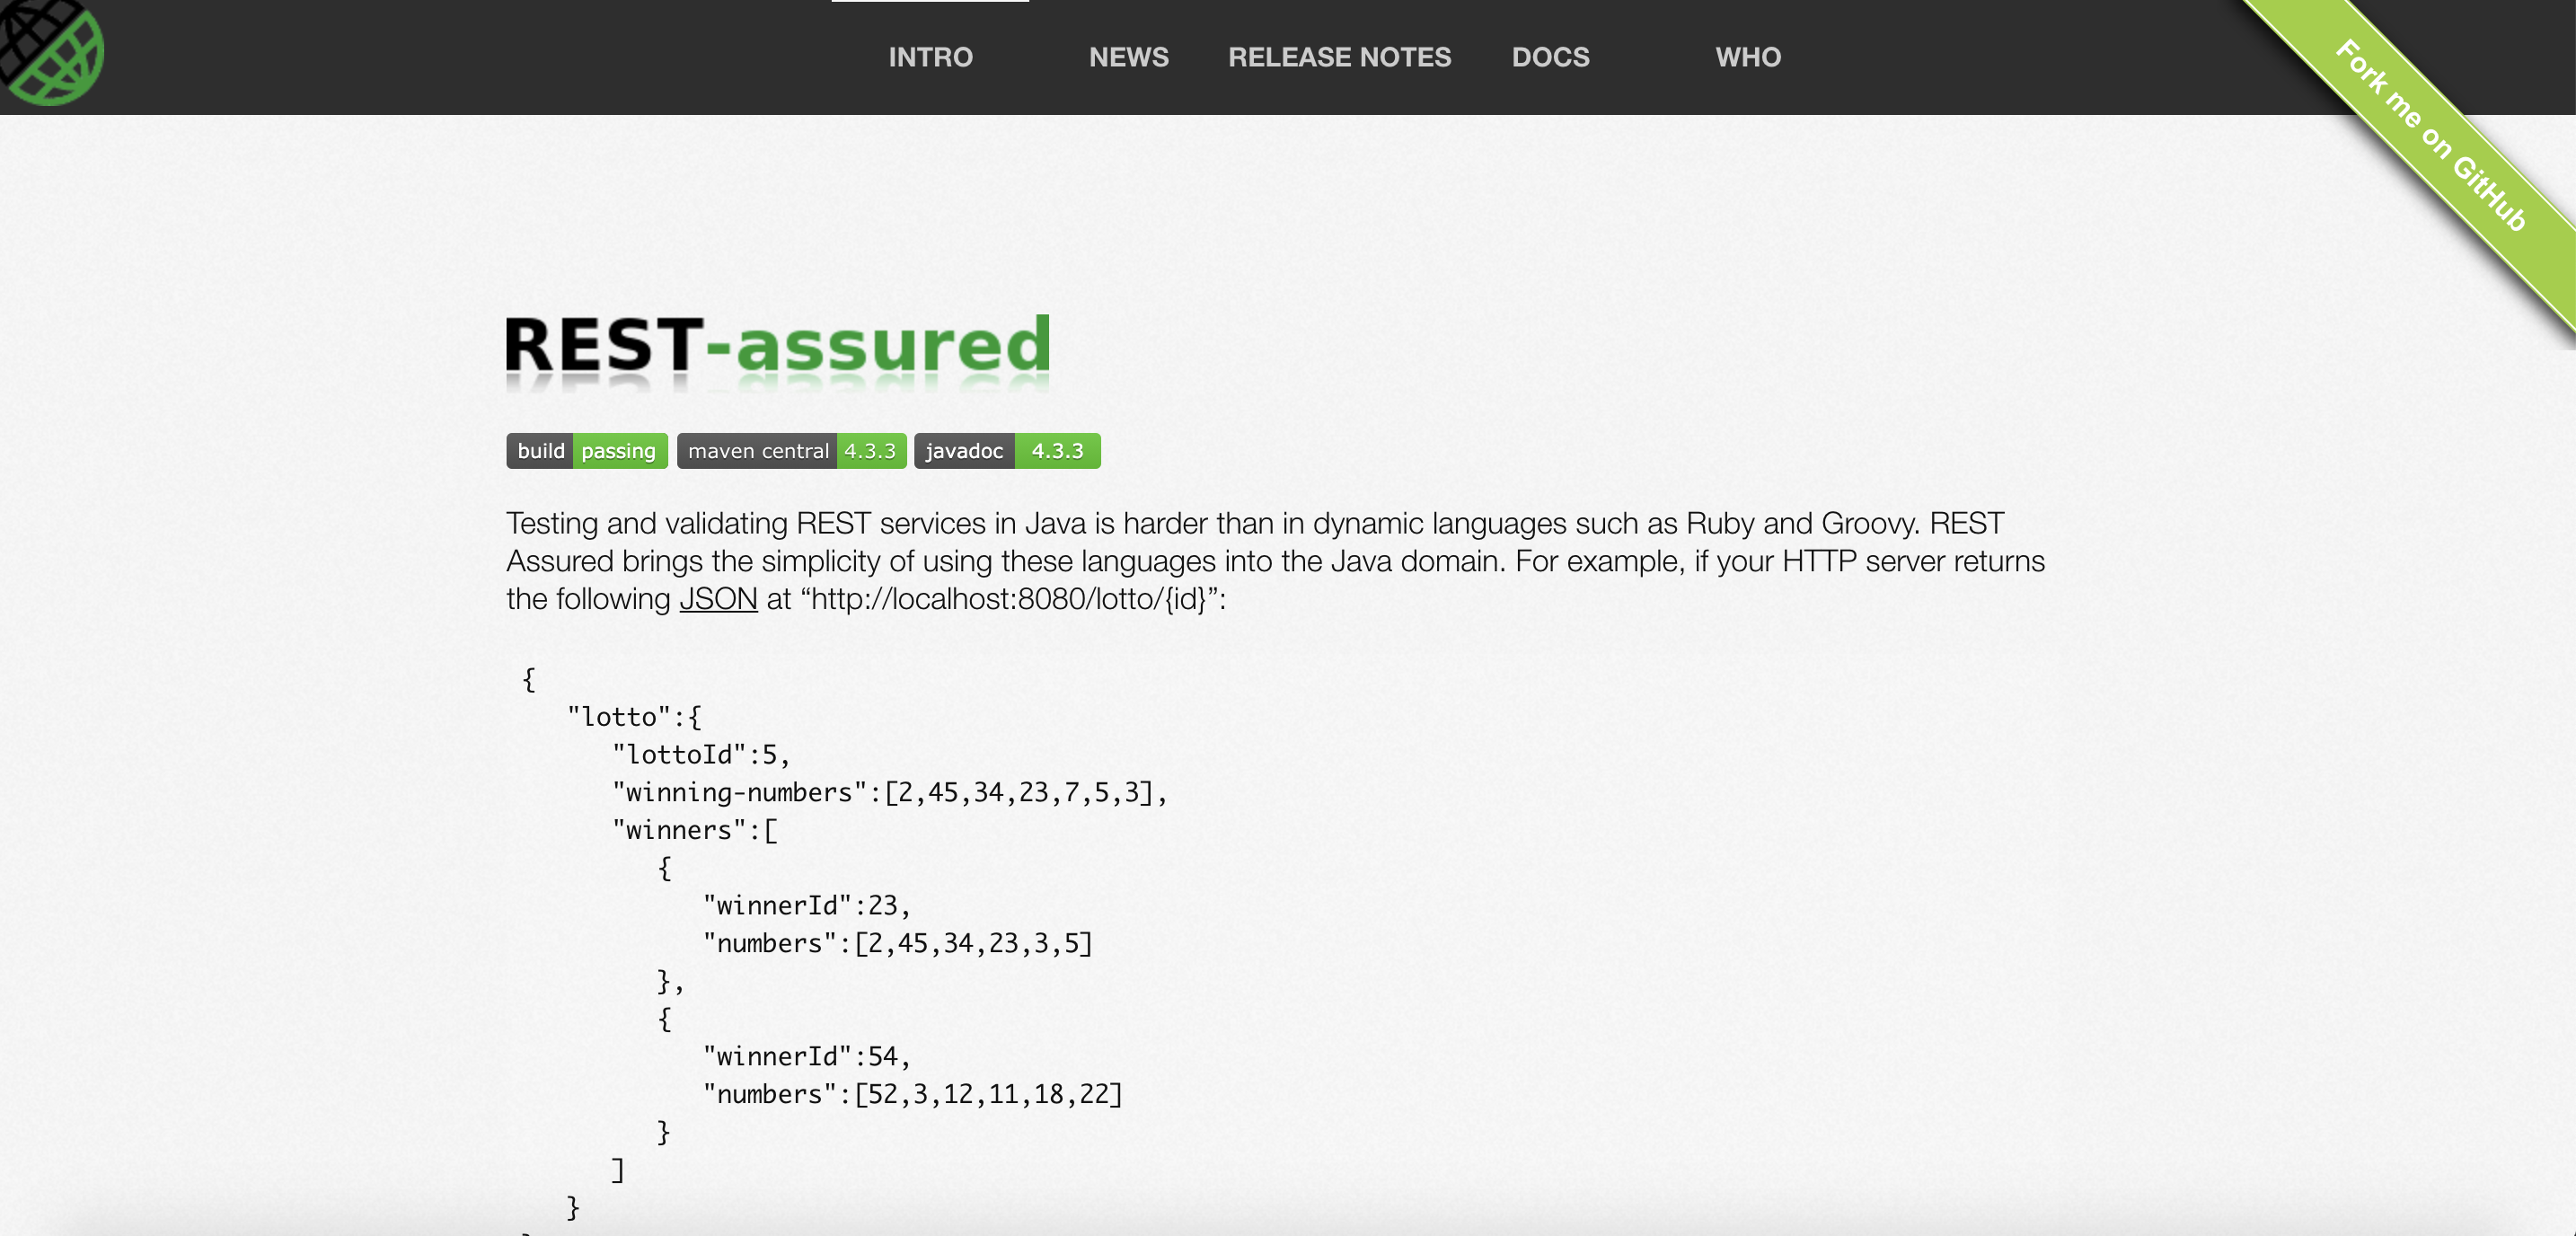 INTRO NEWS RELEASE NOTES DOCS WHO
Fork me on GitHub
REST-assured
build passing maven central 4.3.3 javadoc 4.3.3
Testing and validating REST services in Java is harder than in dynamic languages such as Ruby and Groovy. REST
Assured brings the simplicity of using these languages into the Java domain. For example, if your HTTP server returns
the following JSON at “http://localhost:8080/lotto/{id}”:
{
"lotto":{
"lottoId":5,
"winning-numbers":[2,45,34,23,7,5,3],
"winners":[
{
"winnerId":23,
"numbers":[2,45,34,23,3,5]
},
{
"winnerId":54,
"numbers":[52,3,12,11,18,22]
}
]
}